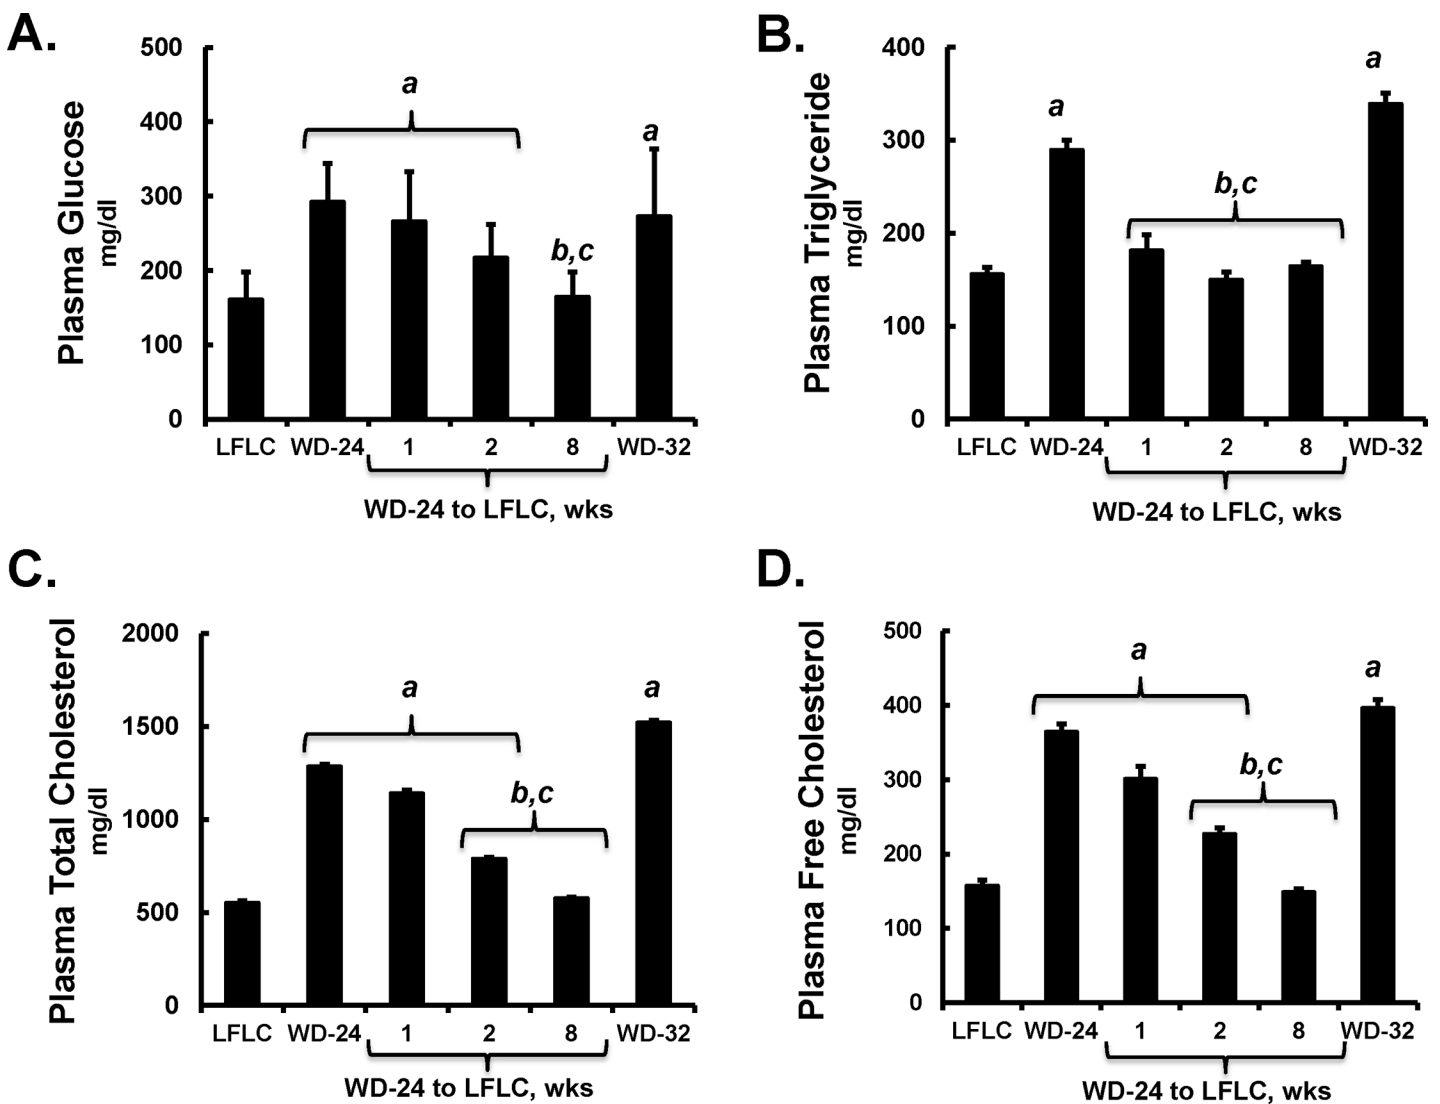 A.
Plasma Glucose
mg/dl
500
400
300
200
100
0
a
b,c
a
LFLC WD-24 1 2 8 WD-32
WD-24 to LFLC, wks
B.
Plasma Triglyceride
mg/dl
400
300
200
100
0
a
b,c
a
LFLC WD-24 1 2 8 WD-32
WD-24 to LFLC, wks
C.
Plasma Total Cholesterol
mg/dl
2000
1500
1000
500
0
a
b,c
a
LFLC WD-24 1 2 8 WD-32
WD-24 to LFLC, wks
D.
Plasma Free Cholesterol
mg/dl
500
400
300
200
100
0
a
b,c
a
LFLC WD-24 1 2 8 WD-32
WD-24 to LFLC, wks